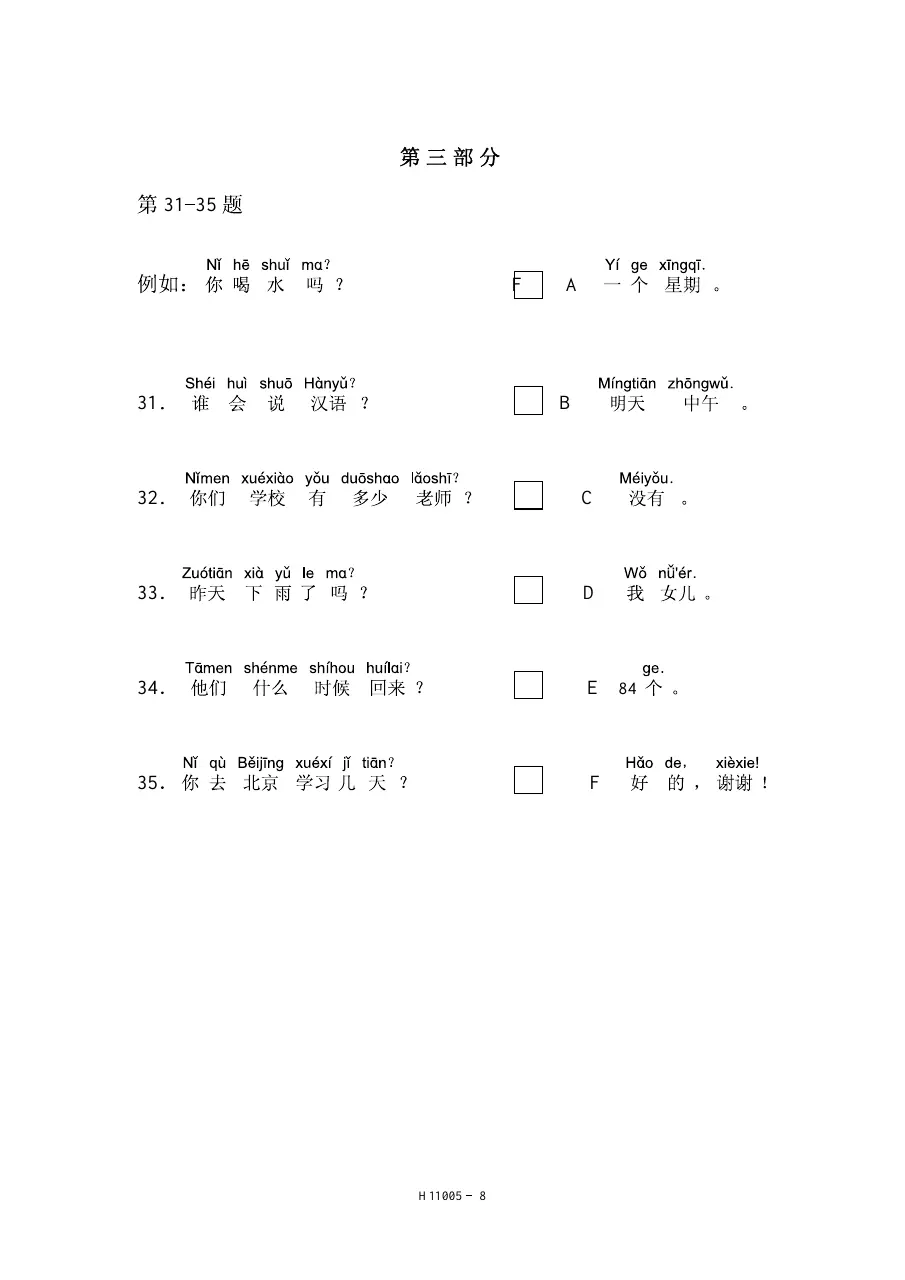 第三部分
第 31-35 题
Nǐ hē shuǐ ma? Yí ge xīngqī.
例如： 你 喝 水 吗 ？ F A 一 个 星期 。
Shéi huì shuō Hànyǔ? Míngtiān zhōngwǔ.
31． 谁 会 说 汉语 ？ B 明天 中午 。
Nǐmen xuéxiào yǒu duōshao lǎoshī? Méiyǒu.
32． 你们 学校 有 多少 老师 ？ C 没有 。
Zuótiān xià yǔ le ma? Wǒ nǚ'ér.
33． 昨天 下 雨 了 吗 ？ D 我 女儿 。
Tāmen shénme shíhou huílai? ge.
34． 他们 什么 时候 回来 ？ E 84 个 。
Nǐ qù Běijīng xuéxí jǐ tiān? Hǎo de, xièxie!
35． 你 去 北京 学习 几 天 ？ F 好 的 ， 谢谢 ！
H11005 - 8